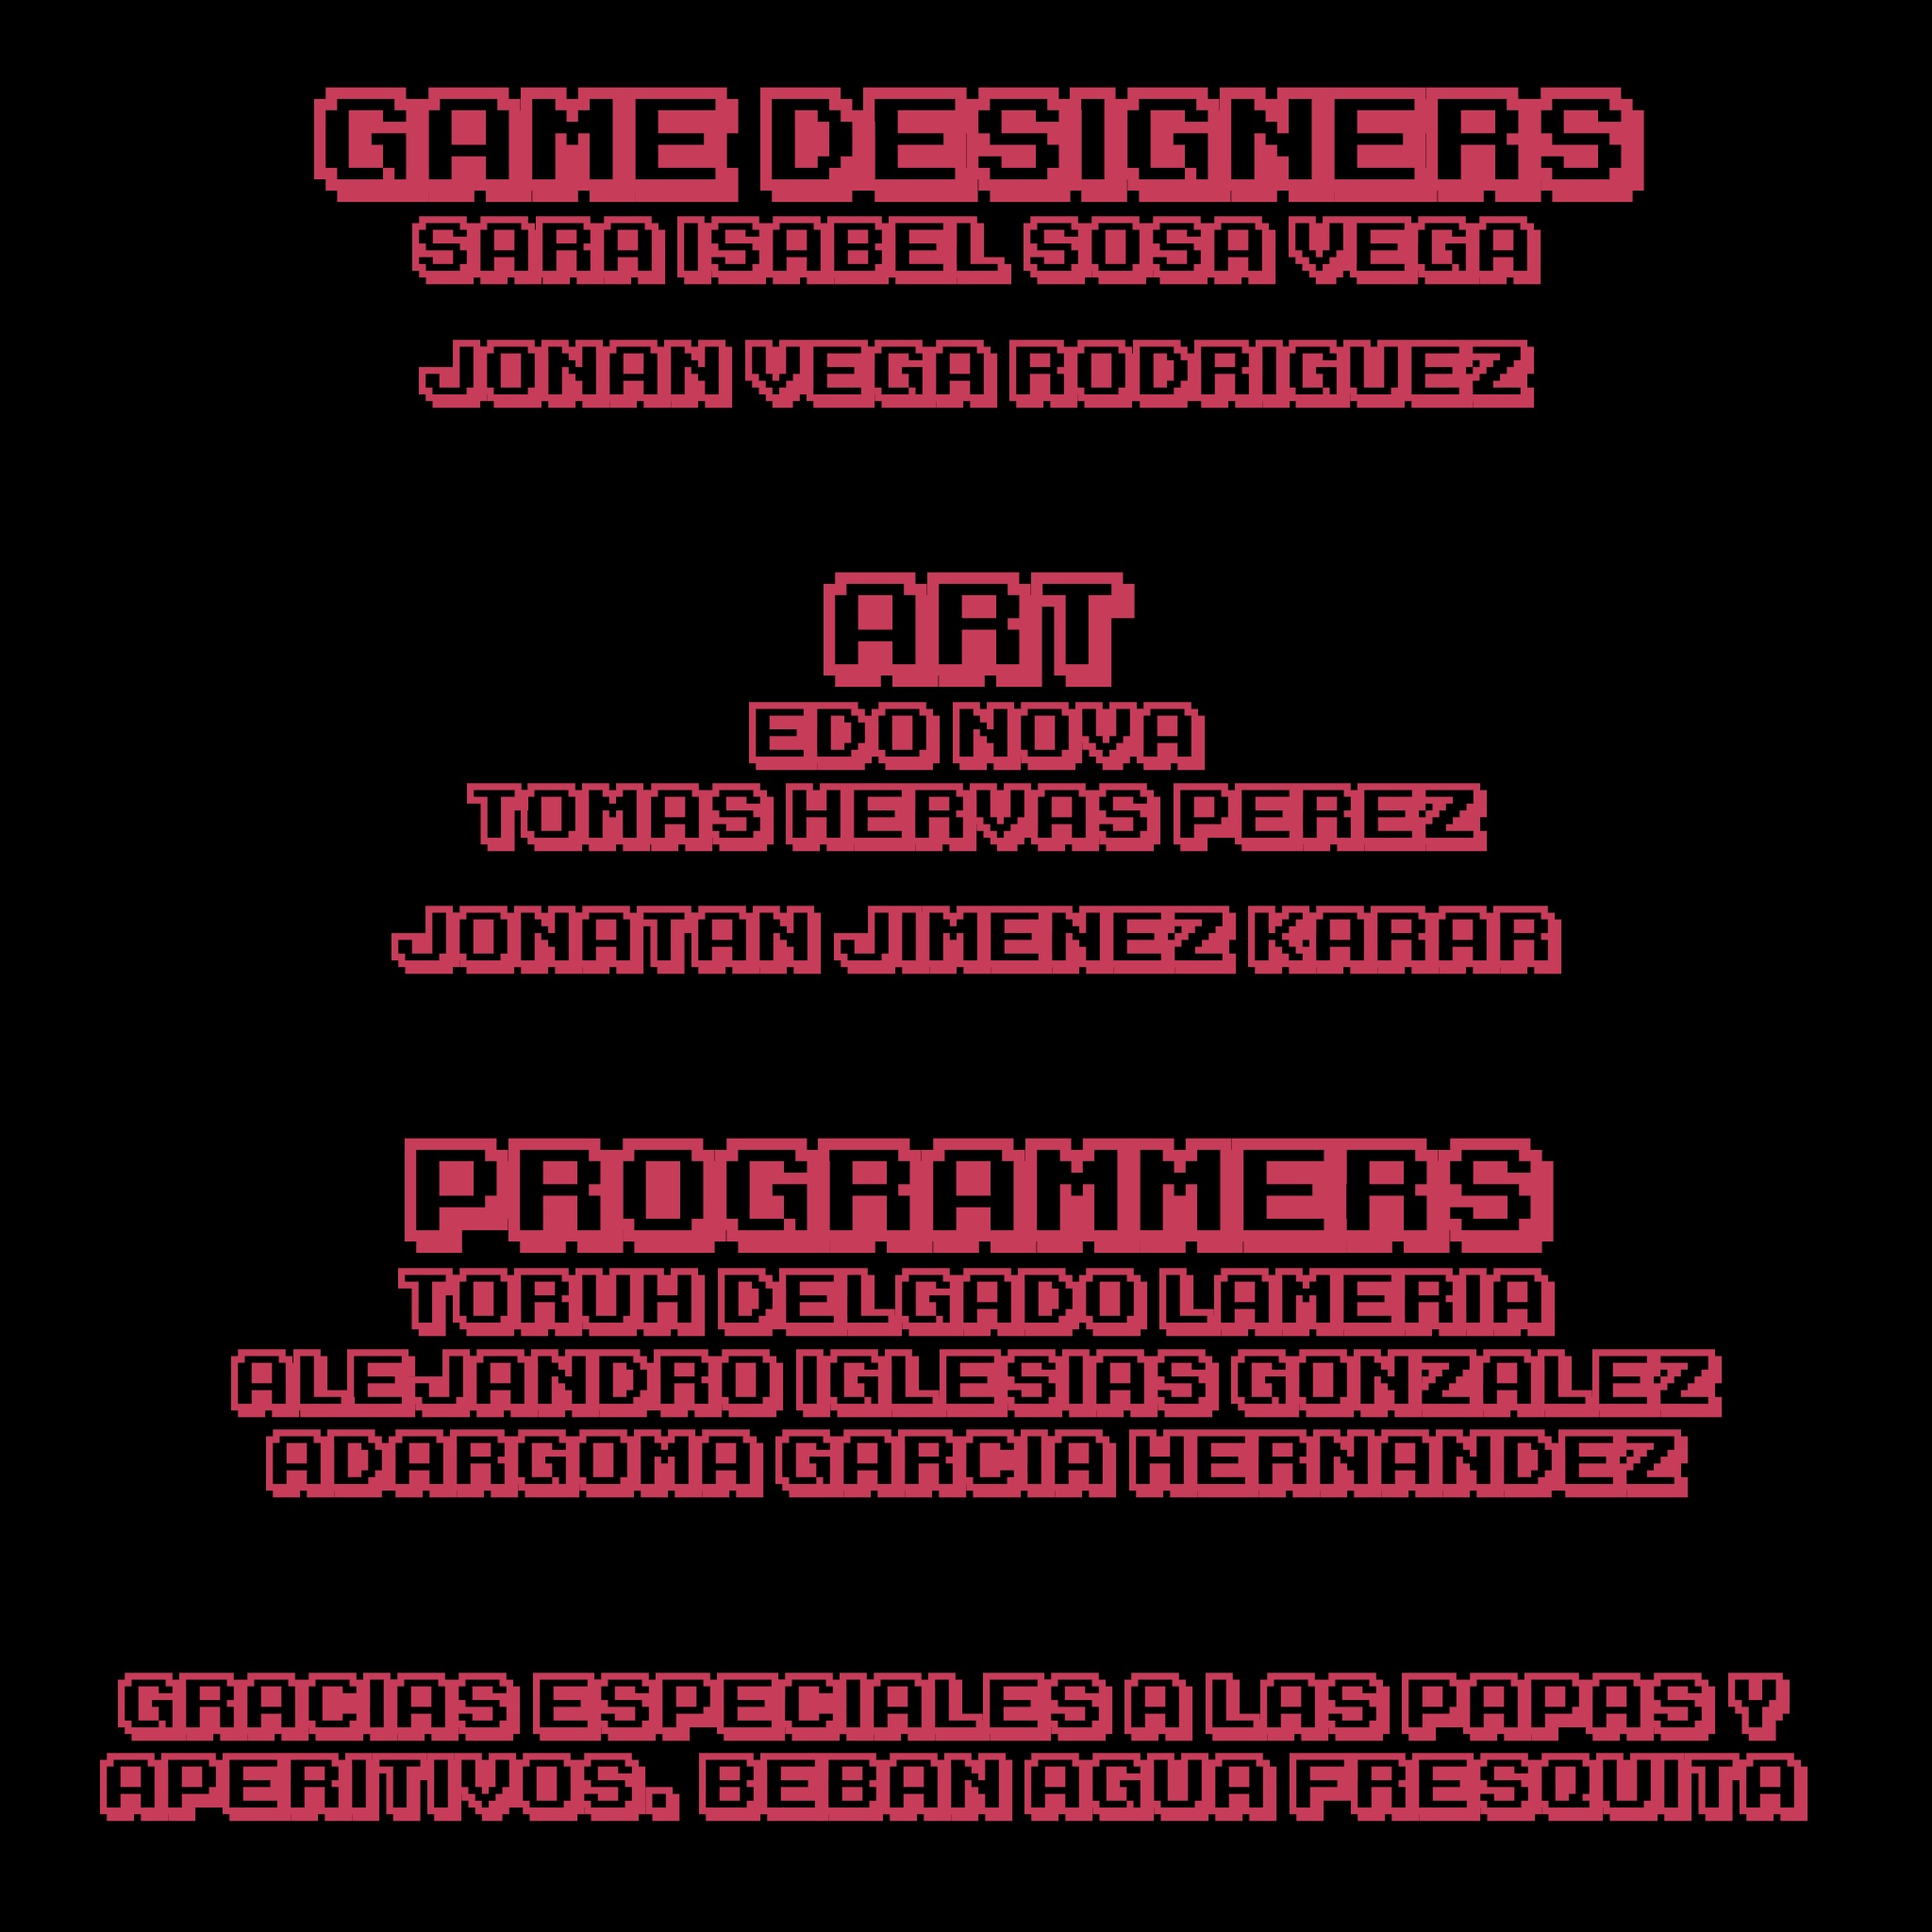 GAME DESIGNERS
SARA ISABEL SOSA VEGA
JONAN VEGA RODRIGUEZ
ART
EDO NOVA
TOMAS HERVAS PEREZ
JONATAN JIMENEZ KARAR
PROGRAMMERS
TORUH DELGADO LAMERIA
ALEJANDRO IGLESIAS GONZALEZ
ADARGOMA GARCIA HERNANDEZ
GRACIAS ESPECIALES A LAS PAPAS Y
APERITIVOS. BEBAN AGUA FRESQUITA